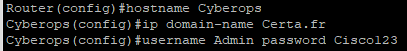 Router(config)#hostname Cyberops
Cyberops(config)#ip domain-name Certa.fr
Cyberops(config)#username Admin password Cisco123